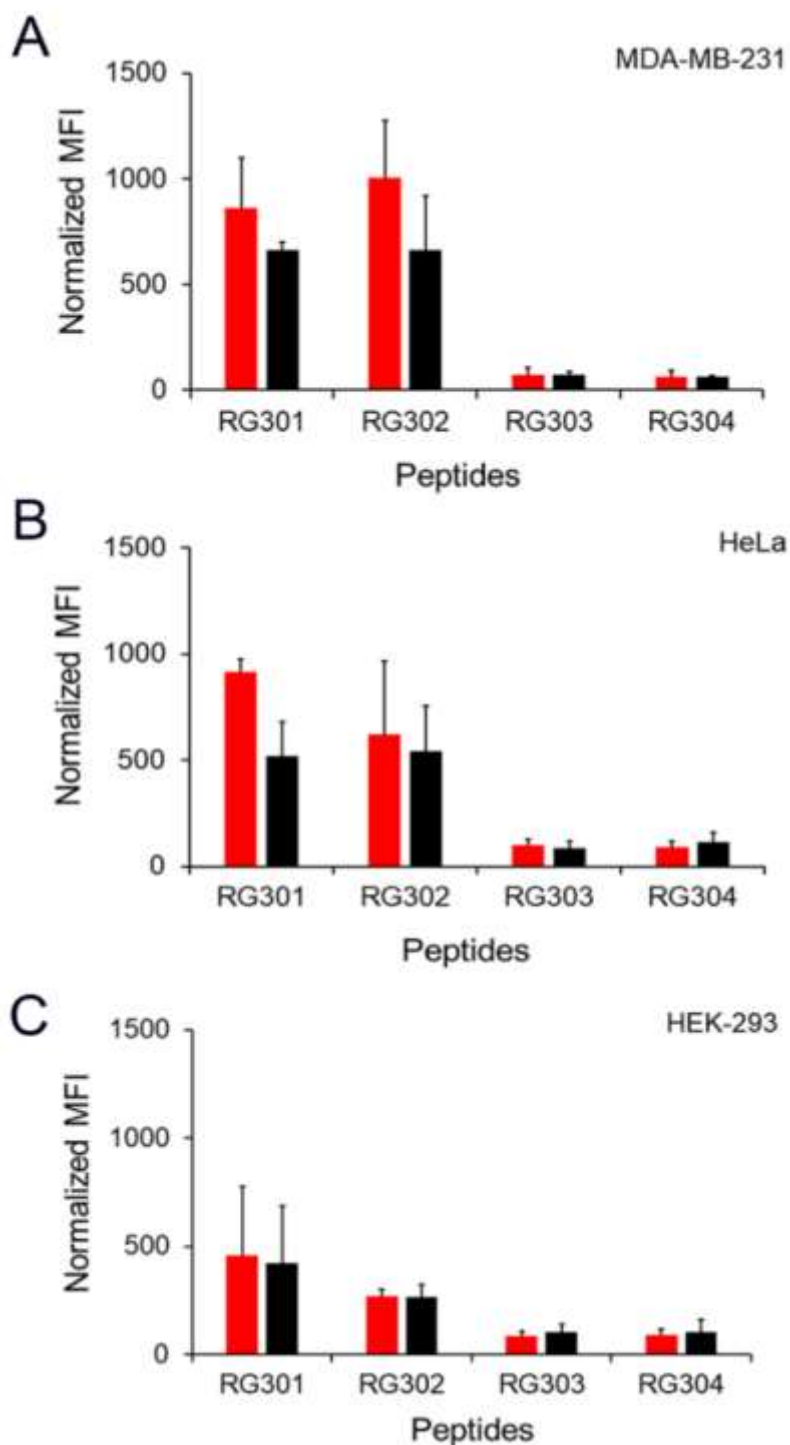 A
MDA-MB-231
Normalized MFI
1500
1000
500
0
RG301 RG302 RG303 RG304
Peptides
B
HeLa
Normalized MFI
1500
1000
500
0
RG301 RG302 RG303 RG304
Peptides
C
HEK-293
Normalized MFI
1500
1000
500
0
RG301 RG302 RG303 RG304
Peptides